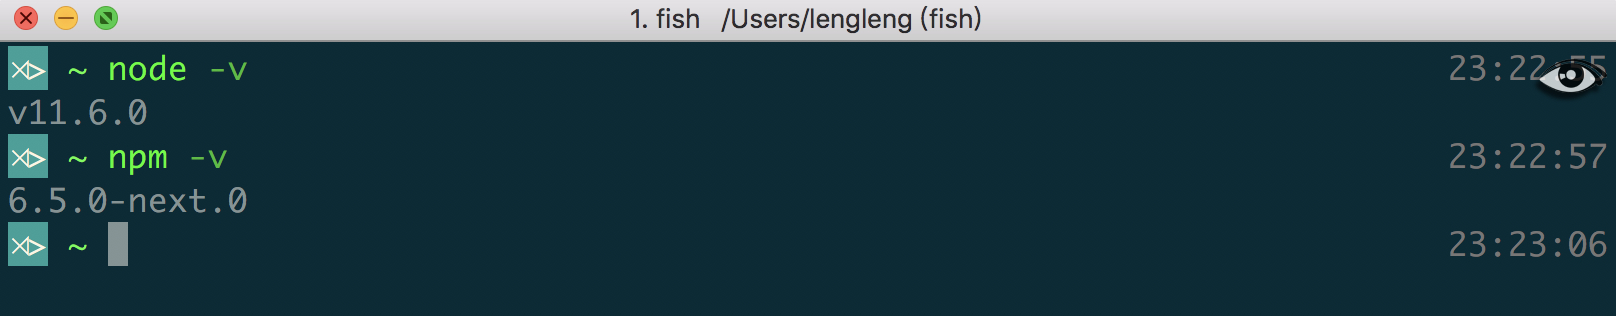 1. fish /Users/lengleng (fish)
~ node -v 23:22:55
v11.6.0
~ npm -v 23:22:57
6.5.0-next.0
~ 23:23:06